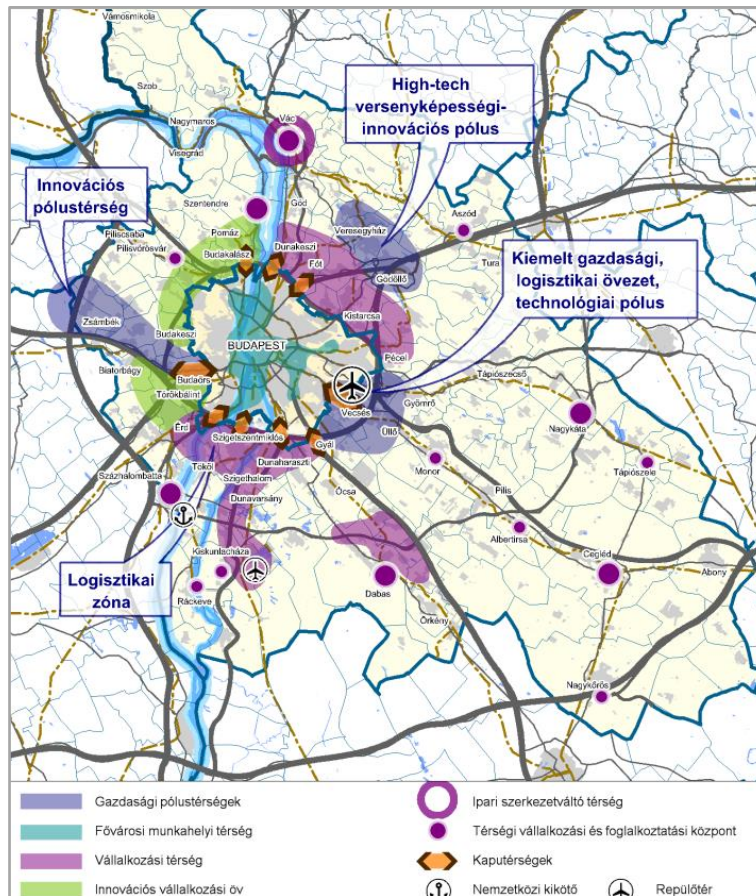 Városmikola
Szob
Nagymaros
Visegrád
Vác
High-tech
versenyképességi-
innovációs pólus
Innovációs
pólustérség
Szentendre
Göd
Pomáz
Piliscsaba
Pilisvörösvár
Budakalász
Dunakeszi
Fót
Veresegyház
Aszód
Tura
Gödöllő
Kiemelt gazdasági,
logisztikai övezet,
technológiai pólus
Zsámbék
Budakeszi
Kistarcsa
BUDAPEST
Pécel
Biatorbágy
Budaörs
Törökbálint
Tápiószecső
Vecsés
Gyömrő
Üllő
Érd
Szigetszentmiklós
Gyál
Nagykáta
Tököl
Dunaharaszti
Monor
Tápiószele
Százhalombatta
Szigethalom
Dunavarsány
Ócsa
Pilis
Albertirsa
Cegléd
Abony
Kiskunlacháza
Logisztikai
zóna
Ráckeve
Dabas
Örkény
Nagykőrös
Gazdasági pólustérségek
Fővárosi munkahelyi térség
Vállalkozási térség
Innovációs vállalkozási öv
Ipari szerkezetváltó térség
Térségi vállalkozási és foglalkoztatási központ
Kaputérségek
Nemzetközi kikötő
Repülőtér